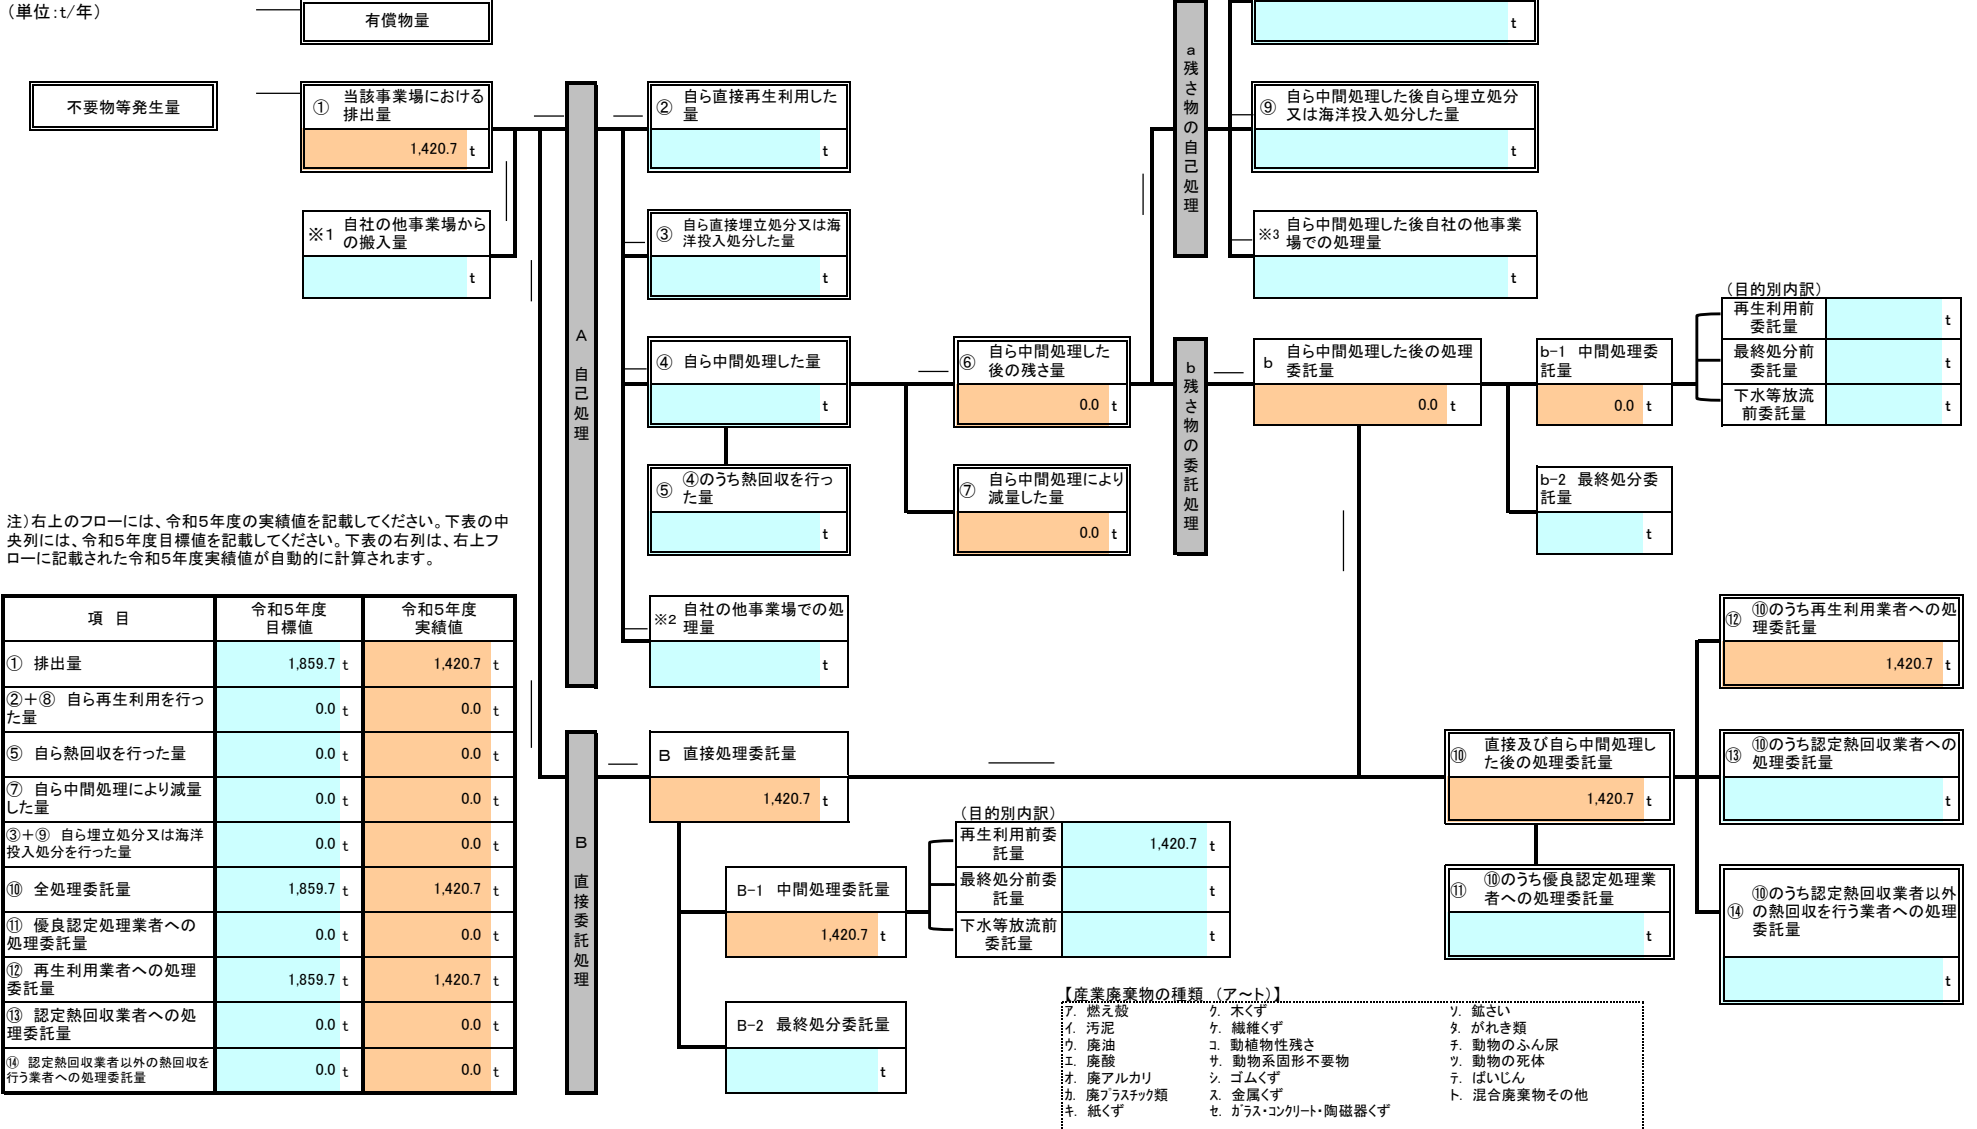 （単位：t/年）
有償物量
不要物等発生量
① 当該事業場における
排出量
1,420.7 t
※1 自社の他事業場から
の搬入量
t
A 自己処理
② 自ら直接再生利用した
量
t
③ 自ら直接埋立処分又は海
洋投入処分した量
t
④ 自ら中間処理した量
t
⑤ ④のうち熱回収を行っ
た量
t
※2 自社の他事業場での処
理量
t
⑥ 自ら中間処理した
後の残さ量
0.0 t
⑦ 自ら中間処理により
減量した量
0.0 t
a 残さ物の自己処理
t
⑨ 自ら中間処理した後自ら埋立処分
又は海洋投入処分した量
t
※3 自ら中間処理した後自社の他事業
場での処理量
t
b 残さ物の委託処理
b 自ら中間処理した後の処理
委託量
0.0 t
b-1 中間処理委
託量
0.0 t
b-2 最終処分委
託量
t
（目的別内訳）
再生利用前
委託量
t
最終処分前
委託量
t
下水等放流
前委託量
t
注）右上のフローには、令和5年度の実績値を記載してください。下表の中
央列には、令和5年度目標値を記載してください。下表の右列は、右上フ
ローに記載された令和5年度実績値が自動的に計算されます。
項 目 令和5年度
目標値 令和5年度
実績値
① 排出量 1,859.7 t 1,420.7 t
②＋⑧ 自ら再生利用を行っ
た量 0.0 t 0.0 t
⑤ 自ら熱回収を行った量 0.0 t 0.0 t
⑦ 自ら中間処理により減量
した量 0.0 t 0.0 t
③＋⑨ 自ら埋立処分又は海洋
投入処分を行った量 0.0 t 0.0 t
⑩ 全処理委託量 1,859.7 t 1,420.7 t
⑪ 優良認定処理業者への
処理委託量 0.0 t 0.0 t
⑫ 再生利用業者への処理
委託量 1,859.7 t 1,420.7 t
⑬ 認定熱回収業者への処
理委託量 0.0 t 0.0 t
⑭ 認定熱回収業者以外の熱回収を
行う業者への処理委託量 0.0 t 0.0 t
B 直接委託処理
B 直接処理委託量
1,420.7 t
B-1 中間処理委託量
1,420.7 t
B-2 最終処分委託量
t
（目的別内訳）
再生利用前委
託量 1,420.7 t
最終処分前委
託量 t
下水等放流前
委託量 t
⑩ 直接及び自ら中間処理し
た後の処理委託量
1,420.7 t
⑪ ⑩のうち優良認定処理業
者への処理委託量
t
⑫ ⑩のうち再生利用業者への処
理委託量
1,420.7 t
⑬ ⑩のうち認定熱回収業者への
処理委託量
t
⑭ ⑩のうち認定熱回収業者以外
の熱回収を行う業者への処理
委託量
t
【産業廃棄物の種類 （ア～ト）】
ア. 燃え殻 ク. 木くず ソ. 鉱さい
イ. 汚泥 ケ. 繊維くず タ. がれき類
ウ. 廃油 コ. 動植物性残さ チ. 動物のふん尿
エ. 廃酸 サ. 動物系固形不要物 ツ. 動物の死体
オ. 廃アルカリ シ. ゴムくず テ. ばいじん
カ. 廃プラスチック類 ス. 金属くず ト. 混合廃棄物その他
キ. 紙くず セ. ガラス・コンクリート・陶磁器くず